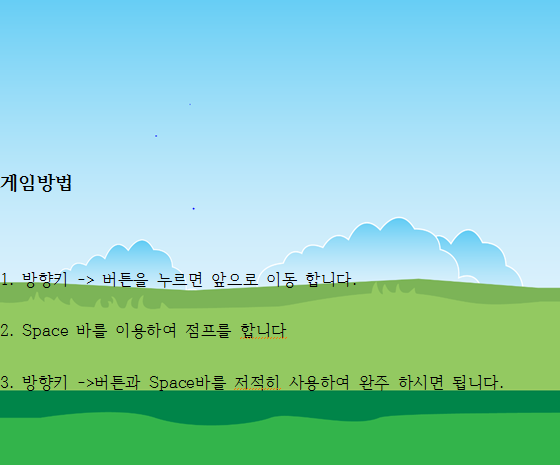 게임방법
1. 방향키 -> 버튼을 누르면 앞으로 이동 합니다.
2. Space 바를 이용하여 점프를 합니다
3. 방향키 ->버튼과 Space바를 저적히 사용하여 완주 하시면 됩니다.